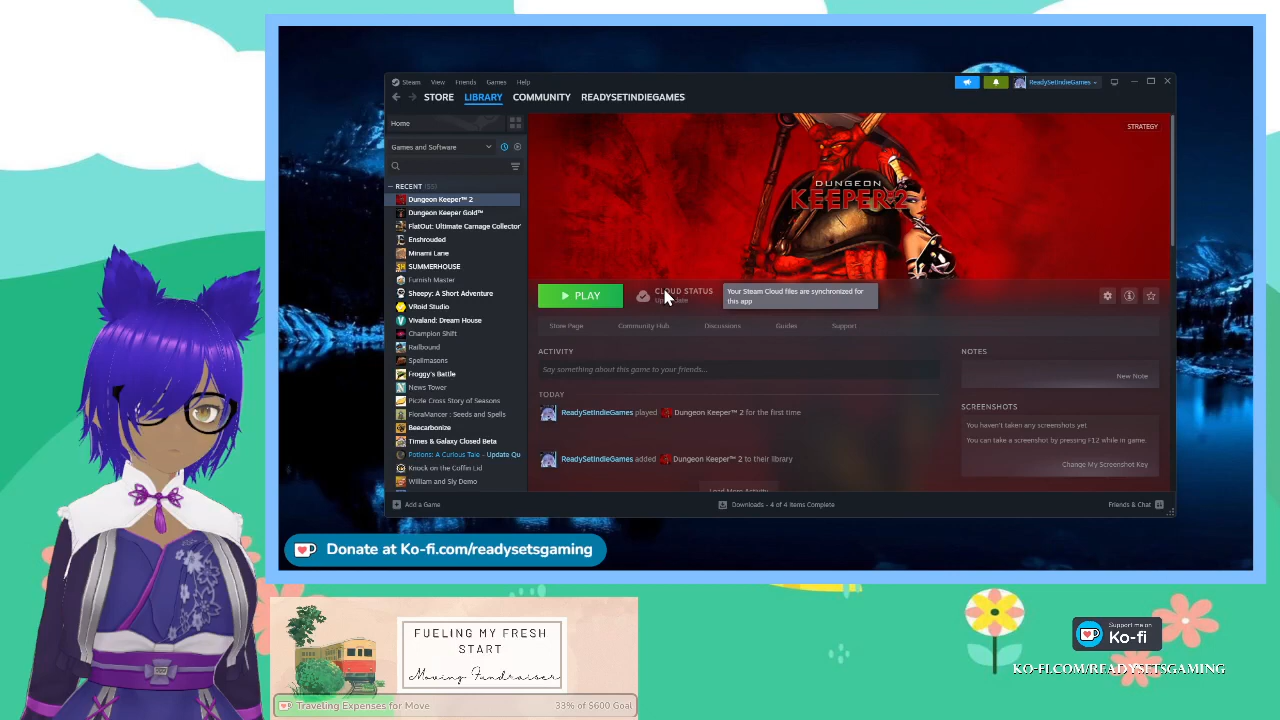 Steam View Friends Games Help
ReadySetIndieGames
STORE LIBRARY COMMUNITY READYSETINDIEGAMES
Home
Games and Software
RECENT
Dungeon Keeper™ 2
Dungeon Keeper Gold™
FlatOut: Ultimate Carnage Collector'
Enshrouded
Minami Lane
SUMMERHOUSE
Furnish Master
Sheepy: A Short Adventure
VRoid Studio
Vivaland: Dream House
Champion Shift
Railbound
Spellmasons
Froggy's Battle
News Tower
Piczle Cross Story of Seasons
FloraMancer : Seeds and Spells
Beecarbonize
Times & Galaxy Closed Beta
Potions: A Curious Tale - Update Qu
Knock on the Coffin Lid
William and Sly Demo
Add a Game
STRATEGY
DUNGEON
KEEPER 2
PLAY
CLOUD STATUS
Your Steam Cloud files are synchronized for
this app
Store Page Community Hub Discussions Guides Support
ACTIVITY
Say something about this game to your friends...
TODAY
ReadySetIndieGames played Dungeon Keeper™ 2 for the first time
ReadySetIndieGames added Dungeon Keeper™ 2 to their library
Load More Activity
NOTES
New Note
SCREENSHOTS
You haven't taken any screenshots yet
You can take a screenshot by pressing F12 while in game.
Change My Screenshot Key
Downloads - 4 of 4 Items Complete
Friends & Chat
Donate at Ko-fi.com/readysetsgaming
FUELING MY FRESH
START
Moving Fundraiser
Traveling Expenses for Move 33% of $600 Goal
Support me on
Ko-fi
KO-FI.COM/READYSETSGAMING